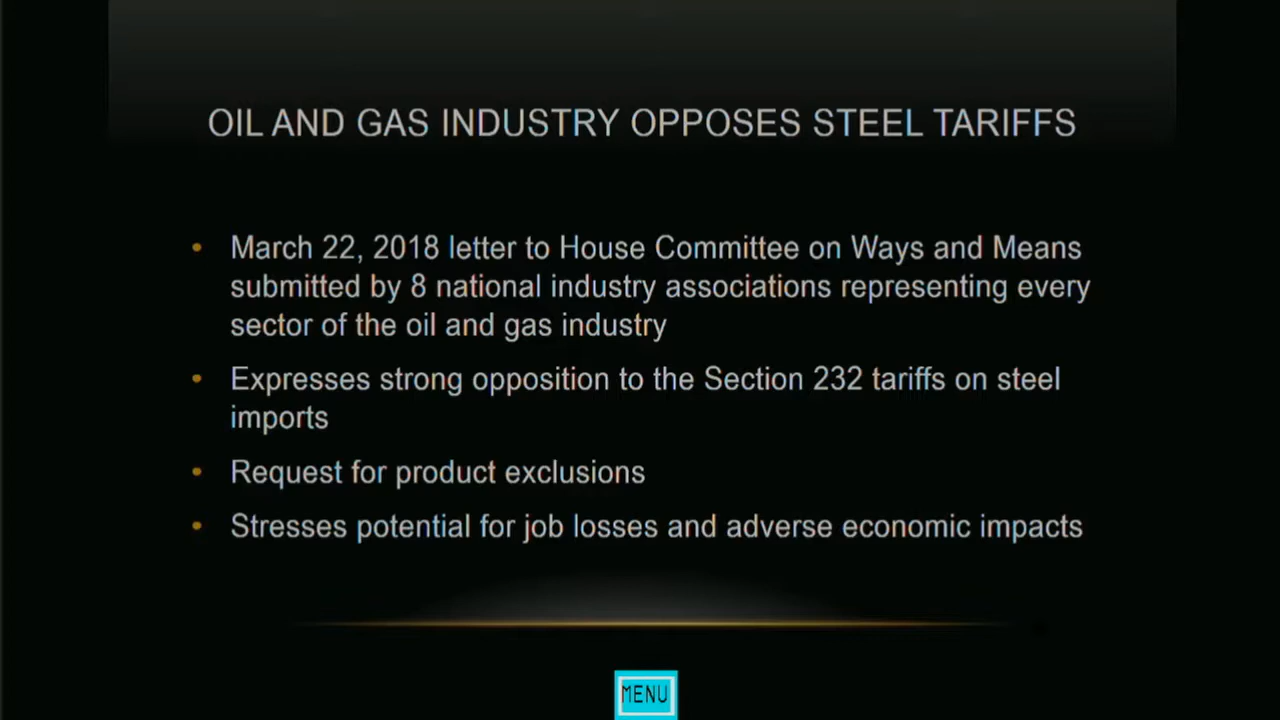 OIL AND GAS INDUSTRY OPPOSES STEEL TARIFFS
• March 22, 2018 letter to House Committee on Ways and Means
submitted by 8 national industry associations representing every
sector of the oil and gas industry
• Expresses strong opposition to the Section 232 tariffs on steel
imports
• Request for product exclusions
• Stresses potential for job losses and adverse economic impacts
MENU